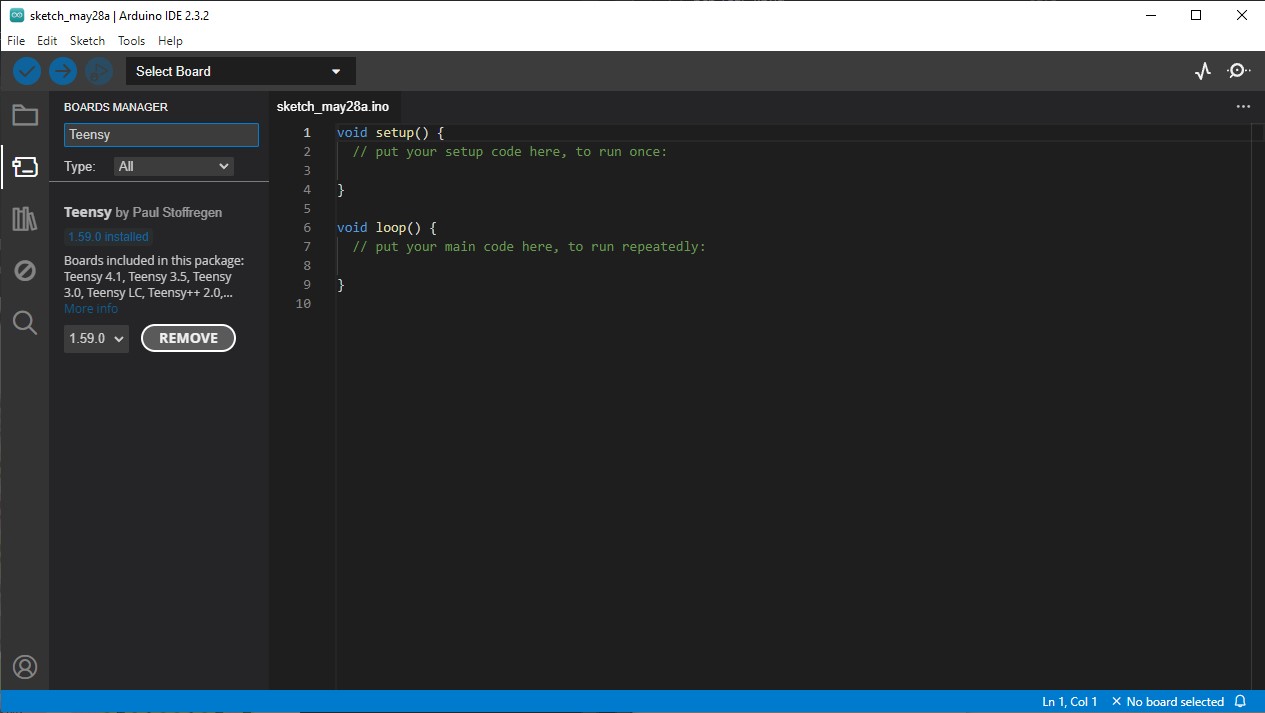 sketch_may28a | Arduino IDE 2.3.2
File Edit Sketch Tools Help
Select Board
BOARDS MANAGER
Teensy
Type: All
Teensy by Paul Stoffregen
1.59.0 installed
Boards included in this package:
Teensy 4.1, Teensy 3.5, Teensy
3.0, Teensy LC, Teensy++ 2.0,...
More info
1.59.0 REMOVE
sketch_may28a.ino
1 void setup() {
2 // put your setup code here, to run once:
3
4 }
5
6 void loop() {
7 // put your main code here, to run repeatedly:
8
9 }
10
Ln 1, Col 1 No board selected